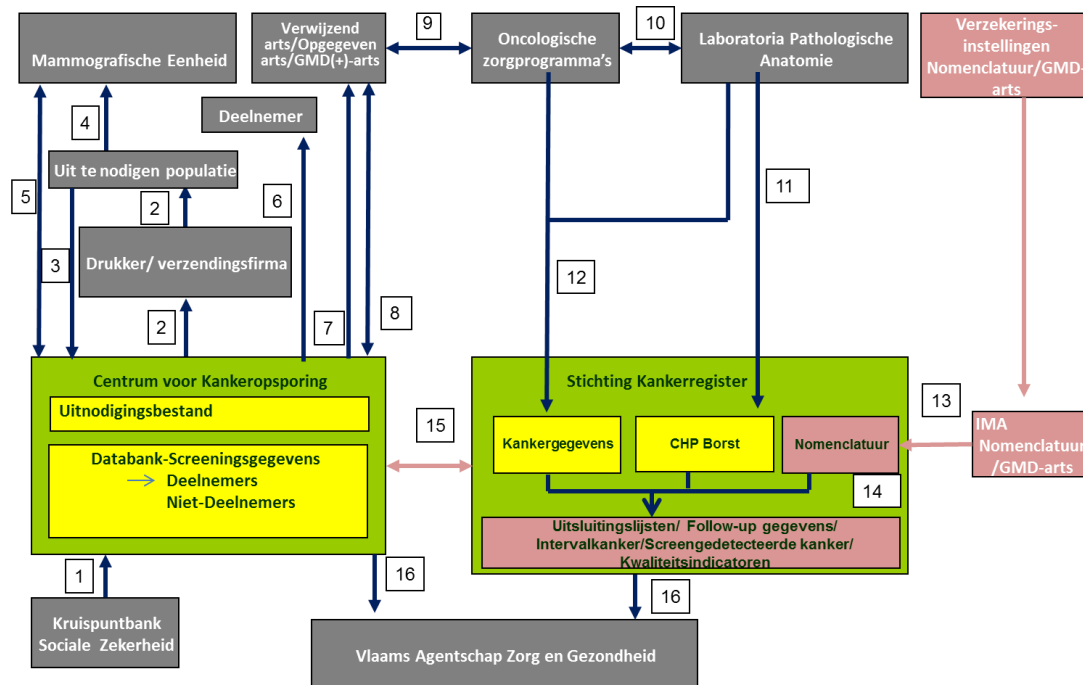 Mammografische Eenheid
Verwijzend
arts/Opgegeven
arts/GMD(+)-arts
9
Oncologische
zorgprogramma's
10
Laboratoria Pathologische
Anatomie
Verzekerings-
instellingen
Nomenclatuur/GMD-
arts
4
Deelnemer
Uit te nodigen populatie
5
2
6
11
3
Drukker/ verzendingsfirma
12
2
7
8
Centrum voor Kankeropsporing
Uitnodigingsbestand
Databank-Screeningsgegevens
Deelnemers
Niet-Deelnemers
15
Stichting Kankerregister
Kankergegevens
CHP Borst
Nomenclatuur
13
IMA
Nomenclatuur
/GMD-arts
14
Uitsluitingslijsten/ Follow-up gegevens/
Intervalkanker/Screengedetecteerde kanker/
Kwaliteitsindicatoren
1
16
16
Kruispuntbank
Sociale Zekerheid
Vlaams Agentschap Zorg en Gezondheid